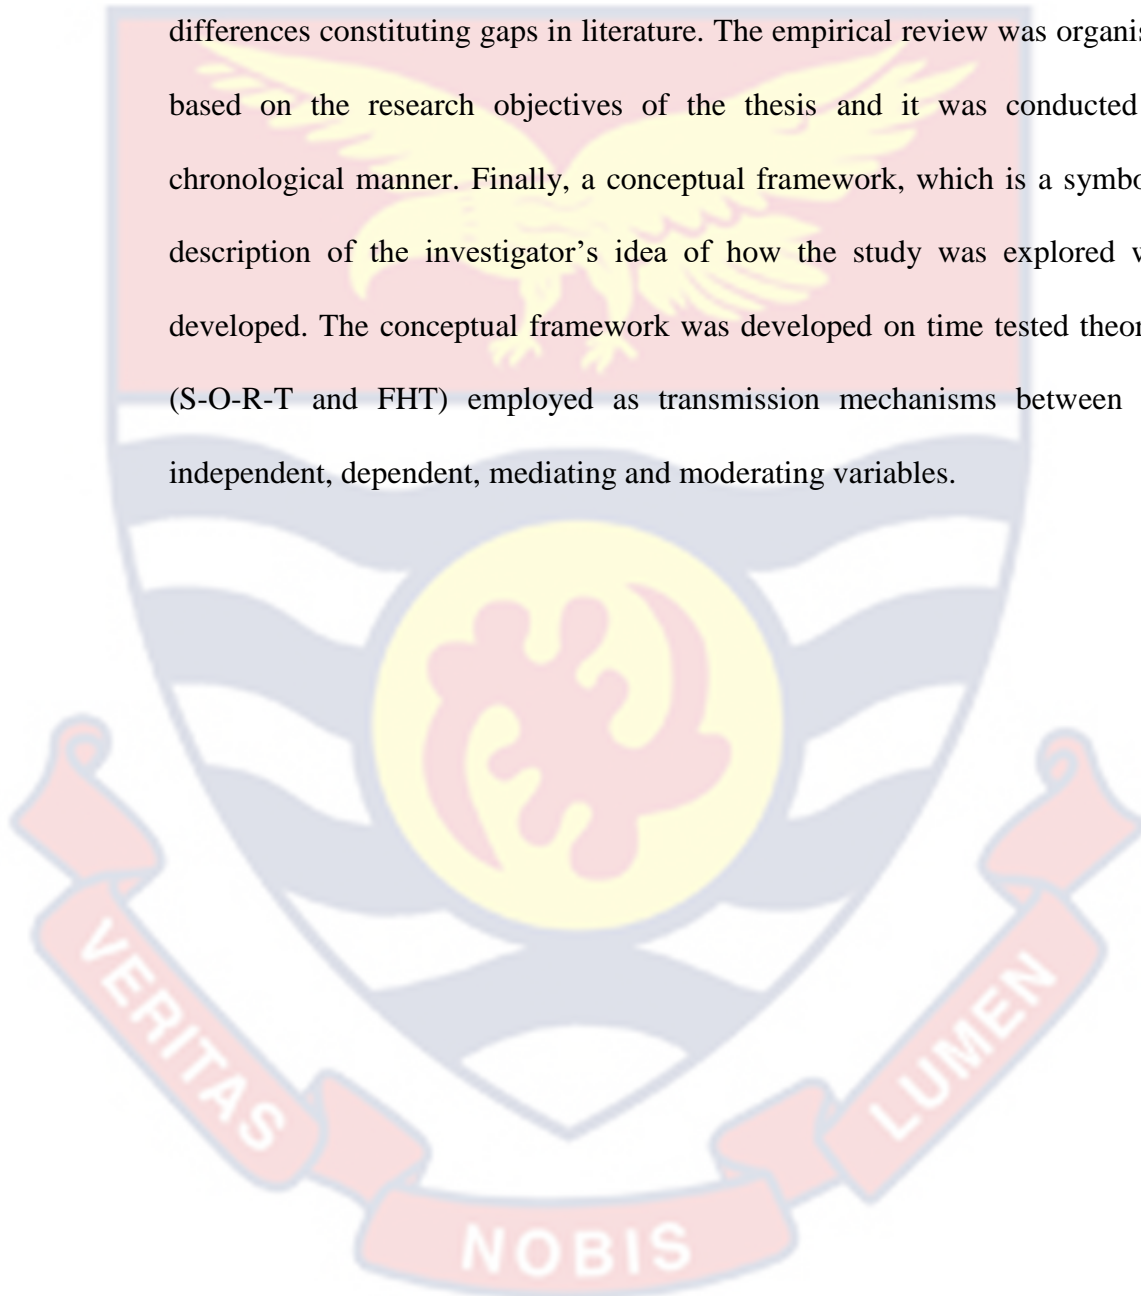 differences constituting gaps in literature. The empirical review was organis
based on the research objectives of the thesis and it was conducted
chronological manner. Finally, a conceptual framework, which is a symbo
description of the investigator’s idea of how the study was explored w
developed. The conceptual framework was developed on time tested theor
(S-O-R-T and FHT) employed as transmission mechanisms between
independent, dependent, mediating and moderating variables.
VERITAS
NOBIS
LUMEN